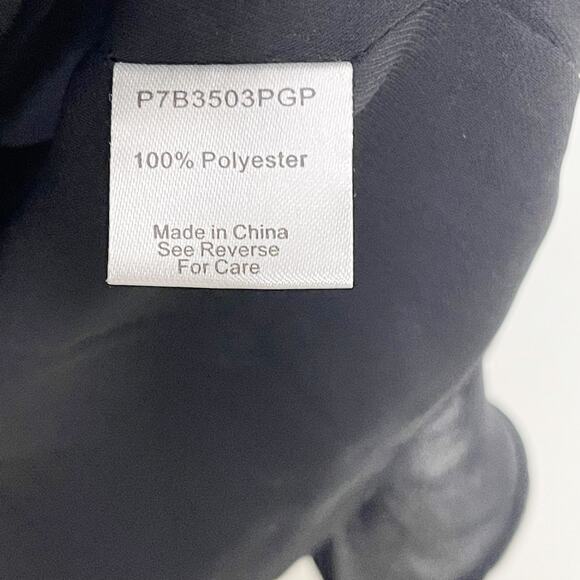 P7B3503PGP
100% Polyester
Made in China
See Reverse
For Care